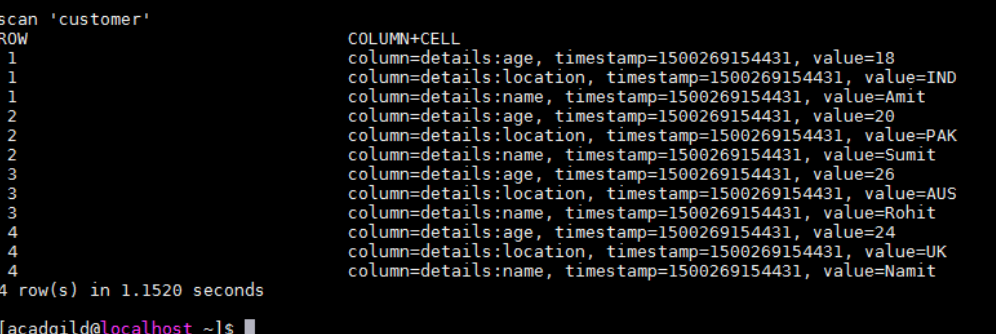 scan 'customer'
ROW COLUMN+CELL
1 column=details:age, timestamp=1500269154431, value=18
1 column=details:location, timestamp=1500269154431, value=IND
1 column=details:name, timestamp=1500269154431, value=Amit
2 column=details:age, timestamp=1500269154431, value=20
2 column=details:location, timestamp=1500269154431, value=PAK
2 column=details:name, timestamp=1500269154431, value=Sumit
3 column=details:age, timestamp=1500269154431, value=26
3 column=details:location, timestamp=1500269154431, value=AUS
3 column=details:name, timestamp=1500269154431, value=Rohit
4 column=details:age, timestamp=1500269154431, value=24
4 column=details:location, timestamp=1500269154431, value=UK
4 column=details:name, timestamp=1500269154431, value=Namit
4 row(s) in 1.1520 seconds
[acadgild@localhost ~]$